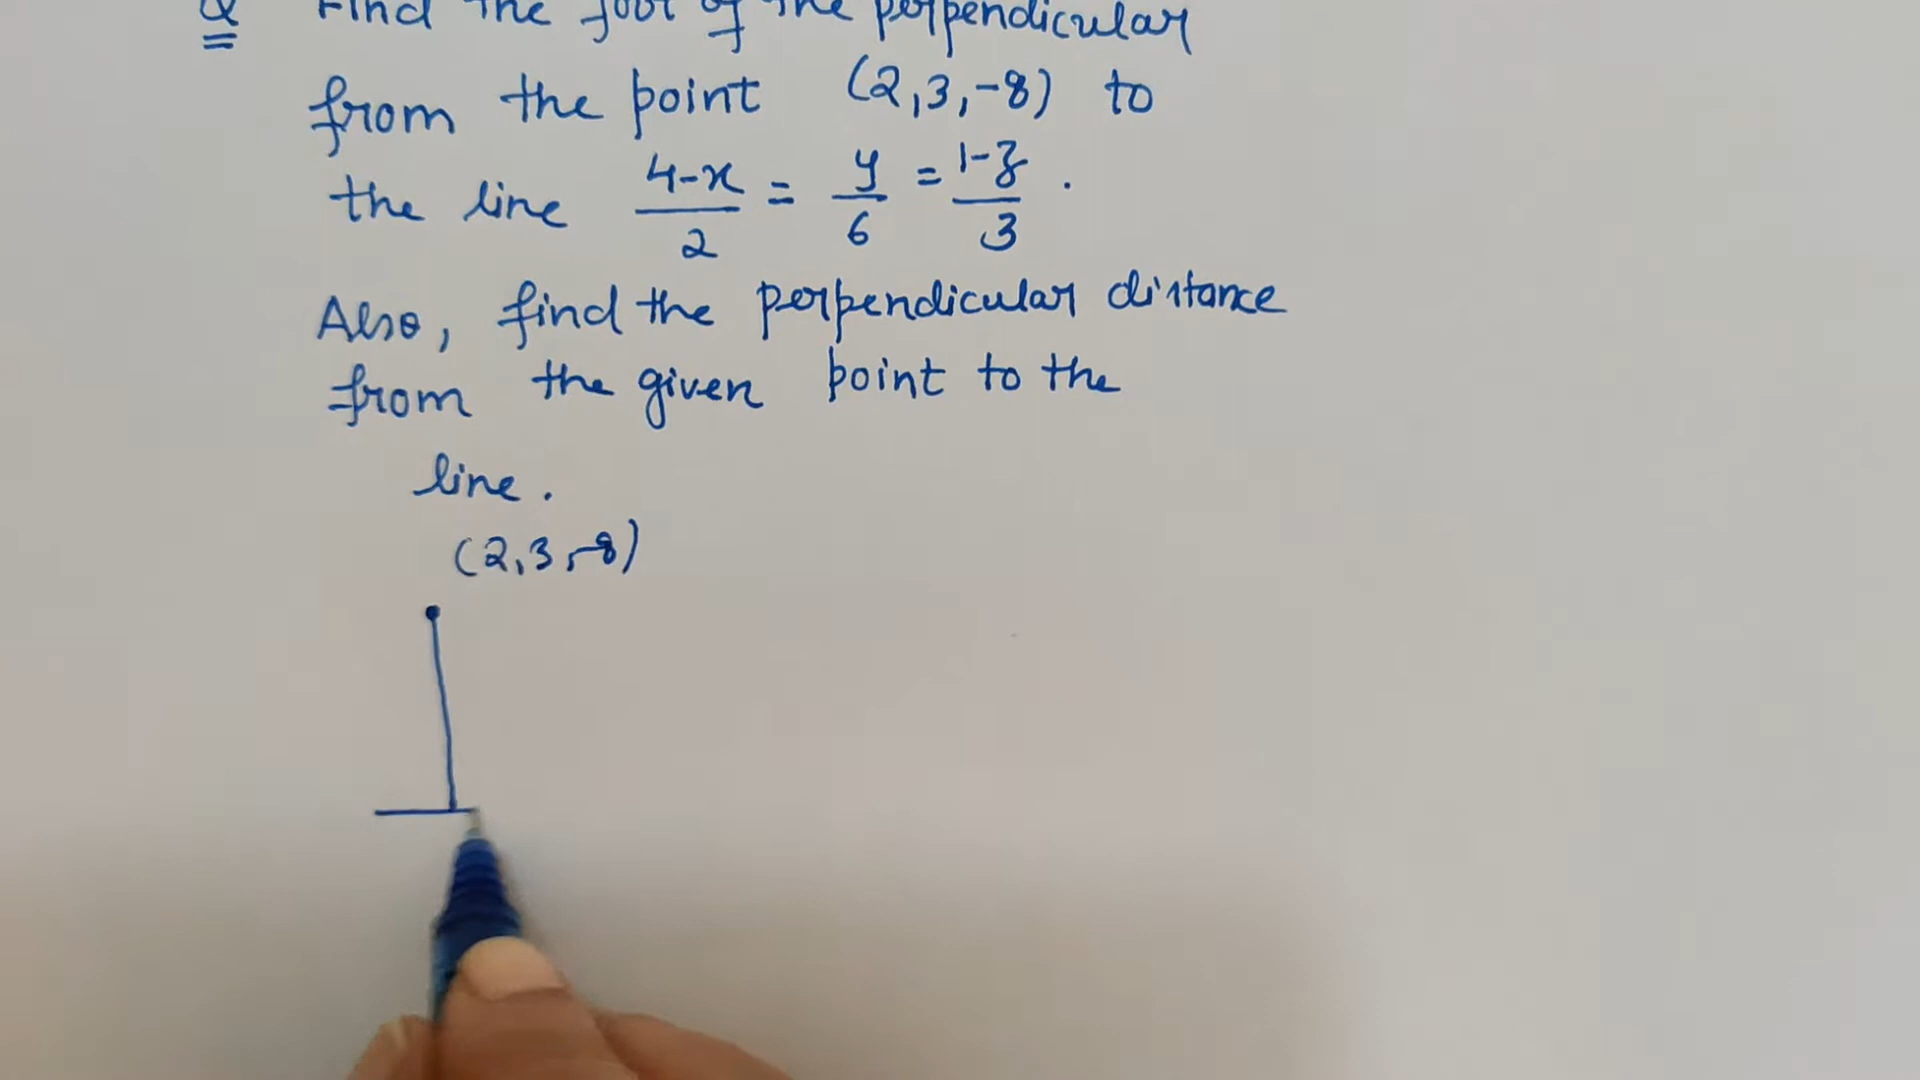 Q Find the foot of the perpendicular
from the point (2,3,-8) to
the line (4-x)/2 = y/6 = (1-z)/3 .
Also, find the perpendicular distance
from the given point to the
line .
(2,3,-8)